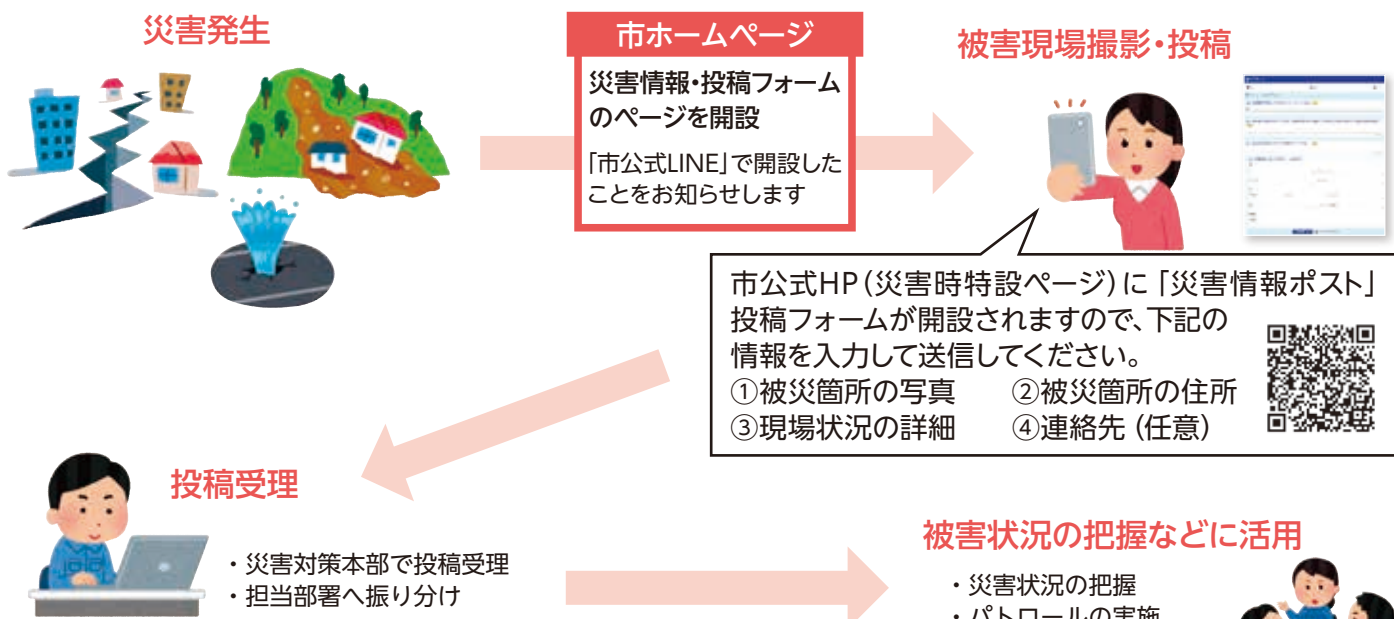 災害発生
市ホームページ
災害情報・投稿フォーム
のページを開設
「市公式LINE」で開設した
ことをお知らせします
被害現場撮影・投稿
市公式HP(災害時特設ページ)に「災害情報ポスト」
投稿フォームが開設されますので、下記の
情報を入力して送信してください。
①被災箇所の写真 ②被災箇所の住所
③現場状況の詳細 ④連絡先(任意)
投稿受理
・災害対策本部で投稿受理
・担当部署へ振り分け
被害状況の把握などに活用
・災害状況の把握
・パトロールの実施